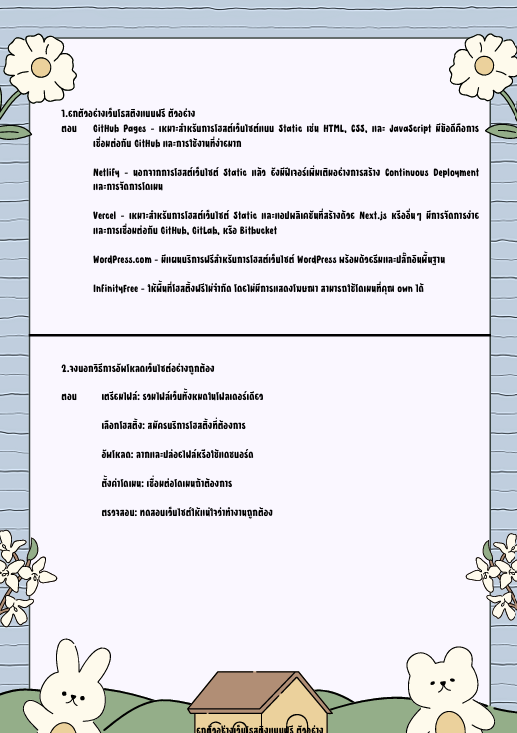 1.ยกตัวอย่างเว็บโรสติงแบบฟรี ตัวอย่าง
ตอบ GitHub Pages - เหมาะสำหรับการโฮสต์เว็บไซต์แบบ Static เช่น HTML, CSS, และ JavaScript มีข้อดีคือการ
เชื่อมต่อกับ GitHub และการใช้งานที่ง่ายมาก
Netlify - นอกจากการโฮสต์เว็บไซต์ Static แล้ว ยังมีฟีเจอร์เพิ่มเติมอย่างการสร้าง Continuous Deployment
และการจัดการโดเมน
Vercel - เหมาะสำหรับการโฮสต์เว็บไซต์ Static และแอปพลิเคชันที่สร้างด้วย Next.js หรืออื่นๆ มีการจัดการง่าย
และการเชื่อมต่อกับ GitHub, GitLab, หรือ Bitbucket
WordPress.com - มีแผนบริการฟรีสำหรับการโฮสต์เว็บไซต์ WordPress พร้อมด้วยธีมและปลั๊กอินพื้นฐาน
InfinityFree - ให้พื้นที่โฮสติ้งฟรีไม่จำกัด โดยไม่มีการแสดงโฆษณา สามารถใช้โดเมนที่คุณ own ได้
2.จงบอกวิธีการอัพโหลดเว็บไซต์อย่างถูกต้อง
ตอบ เตรียมไฟล์: รวมไฟล์เว็บทั้งหมดในโฟลเดอร์เดียว
เลือกโฮสติ้ง: สมัครบริการโฮสติ้งที่ต้องการ
อัพโหลด: ลากและปล่อยไฟล์หรือใช้แดชบอร์ด
ตั้งค่าโดเมน: เชื่อมต่อโดเมนถ้าต้องการ
ตรวจสอบ: ทดสอบเว็บไซต์ให้แน่ใจว่าทำงานถูกต้อง
ยกตัวอย่างเว็บโรสติงแบบฟรี ตัวอย่าง